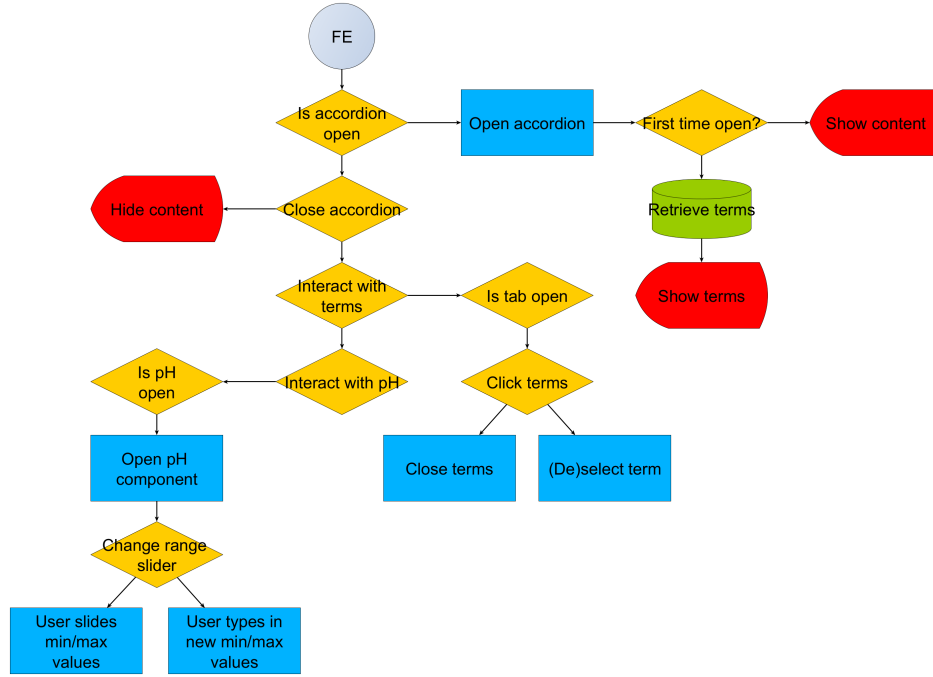 FE
Is accordion
open
Open accordion
First time open?
Show content
Hide content
Close accordion
Retrieve terms
Interact with
terms
Is tab open
Show terms
Is pH
open
Interact with pH
Click terms
Open pH
component
Close terms
(De)select term
Change range
slider
User slides
min/max
values
User types in
new min/max
values